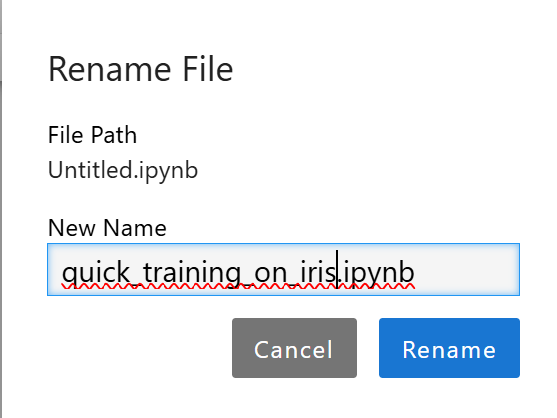 Rename File
File Path
Untitled.ipynb
New Name
quick_training_on_iris.ipynb
Cancel Rename